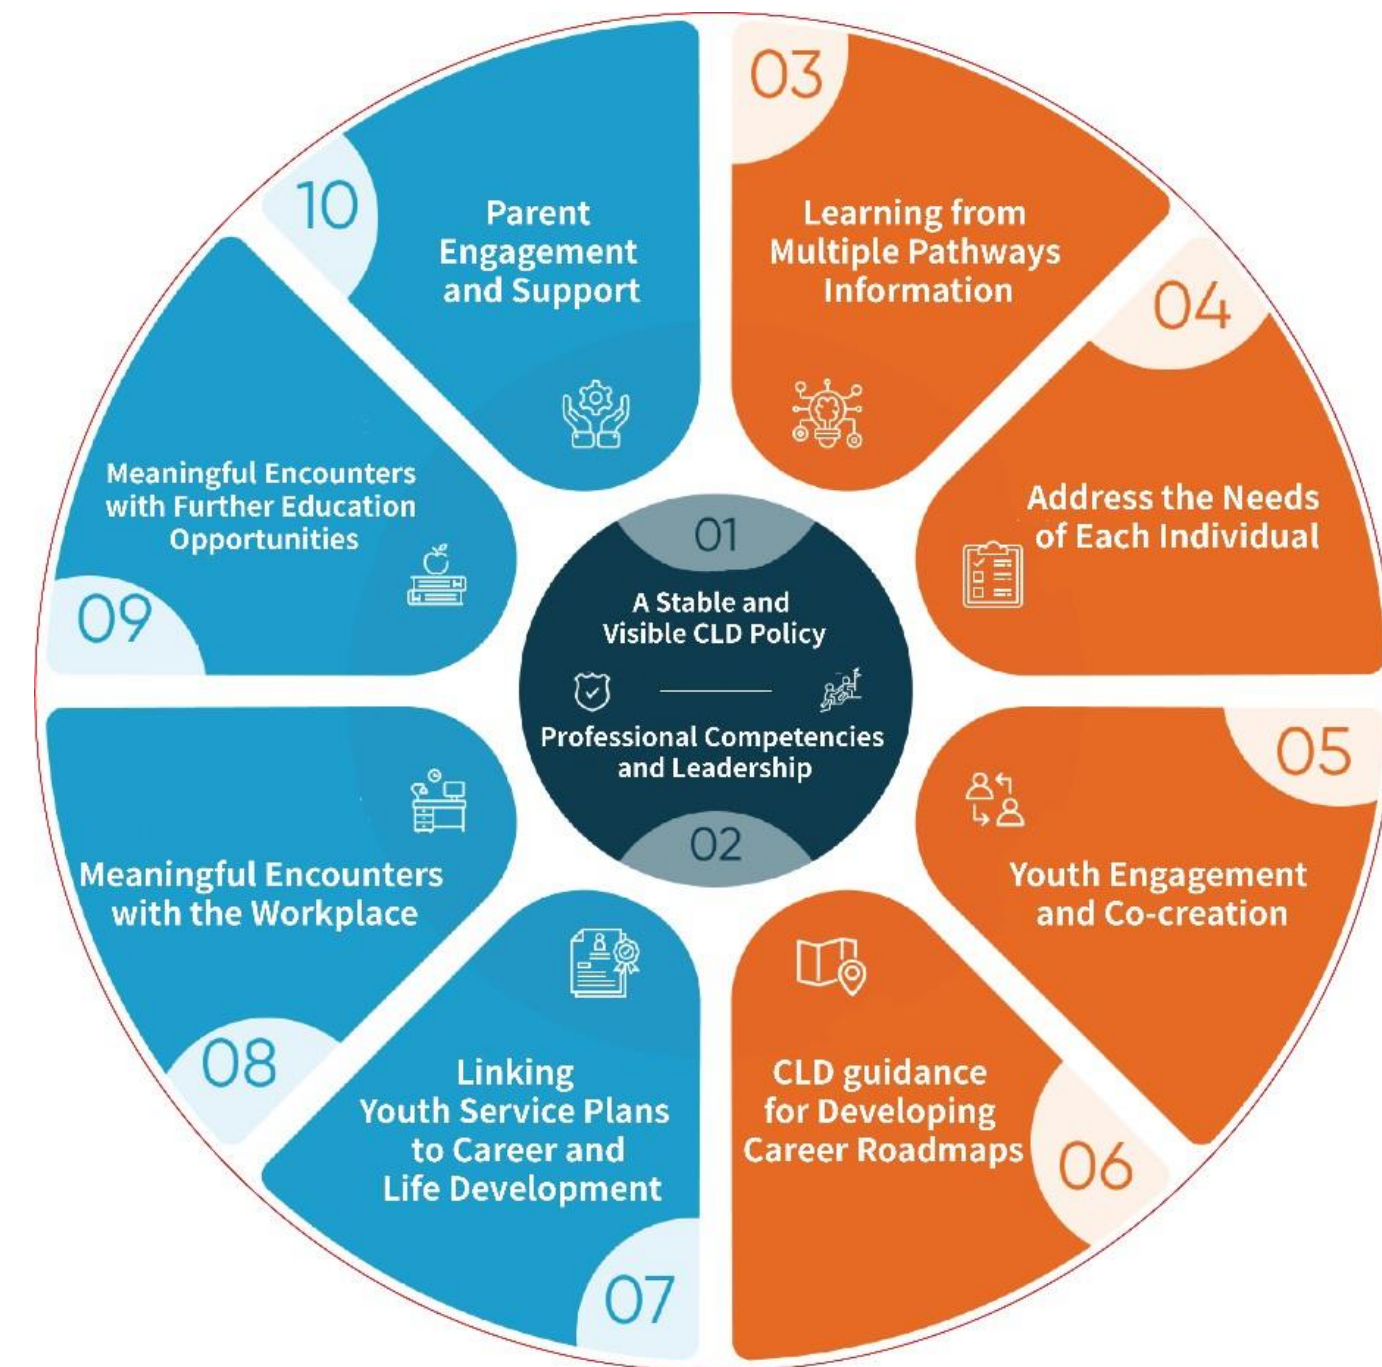 01
A Stable and
Visible CLD Policy
Professional Competencies
and Leadership
02
03
Learning from
Multiple Pathways
Information
04
Address the Needs
of Each Individual
05
Youth Engagement
and Co-creation
CLD guidance
for Developing
Career Roadmaps
06
Linking
Youth Service Plans
to Career and
Life Development
07
Meaningful Encounters
with the Workplace
08
Meaningful Encounters
with Further Education
Opportunities
09
10
Parent
Engagement
and Support